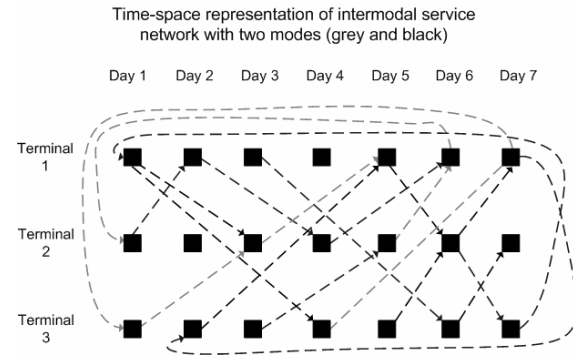 Time-space representation of intermodal service
network with two modes (grey and black)
Day 1 Day 2 Day 3 Day 4 Day 5 Day 6 Day 7
Terminal
1
Terminal
2
Terminal
3